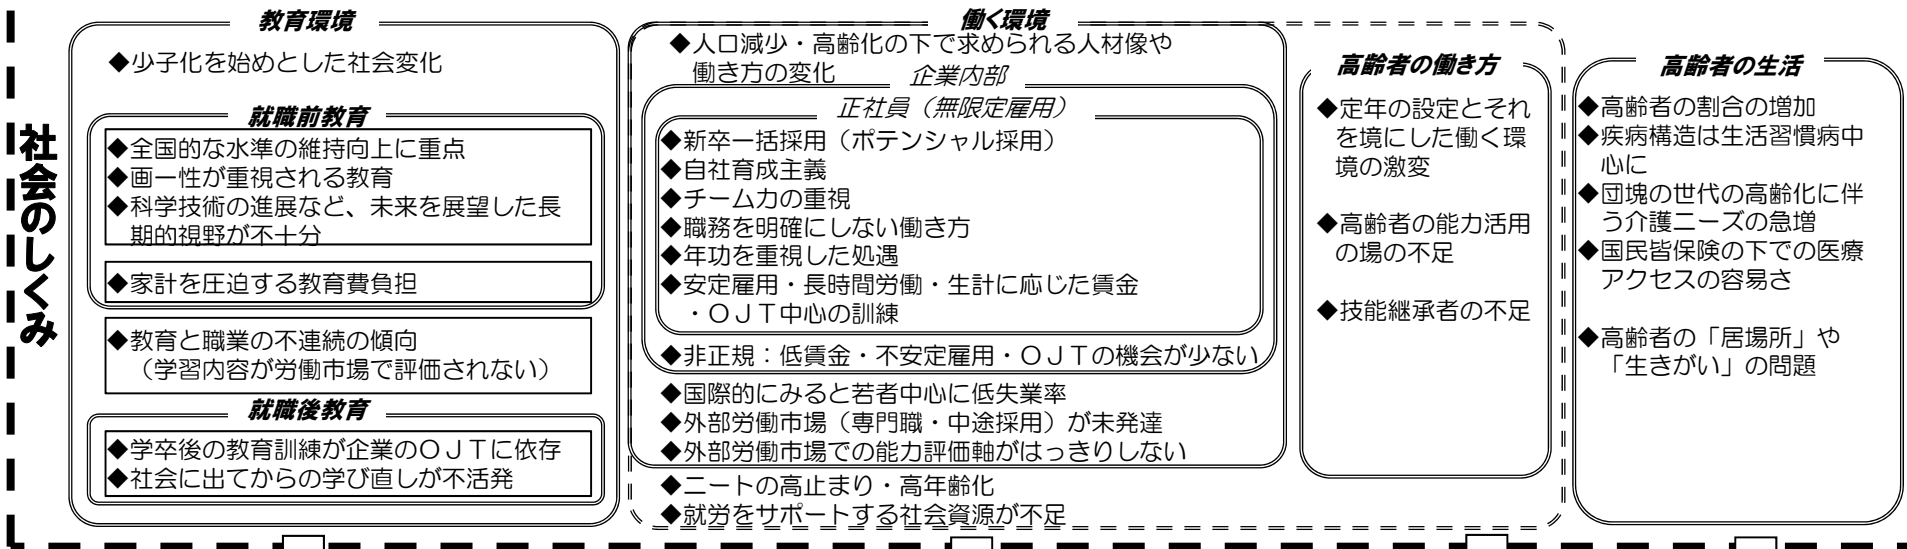 社会のしくみ
教育環境
◆少子化を始めとした社会変化
就職前教育
◆全国的な水準の維持向上に重点
◆画一性が重視される教育
◆科学技術の進展など、未来を展望した長
期的視野が不十分
◆家計を圧迫する教育費負担
◆教育と職業の不連続の傾向
（学習内容が労働市場で評価されない）
就職後教育
◆学卒後の教育訓練が企業のＯＪＴに依存
◆社会に出てからの学び直しが不活発
働く環境
◆人口減少・高齢化の下で求められる人材像や
働き方の変化
企業内部
正社員（無限定雇用）
◆新卒一括採用（ポテンシャル採用）
◆自社育成主義
◆チーム力の重視
◆職務を明確にしない働き方
◆年功を重視した処遇
◆安定雇用・長時間労働・生計に応じた賃金
・ＯＪＴ中心の訓練
◆非正規：低賃金・不安定雇用・ＯＪＴの機会が少ない
◆国際的にみると若者中心に低失業率
◆外部労働市場（専門職・中途採用）が未発達
◆外部労働市場での能力評価軸がはっきりしない
◆ニートの高止まり・高年齢化
◆就労をサポートする社会資源が不足
高齢者の働き方
◆定年の設定とそれ
を境にした働く環
境の激変
◆高齢者の能力活用
の場の不足
◆技能継承者の不足
高齢者の生活
◆高齢者の割合の増加
◆疾病構造は生活習慣病中
心に
◆団塊の世代の高齢化に伴
う介護ニーズの急増
◆国民皆保険の下での医療
アクセスの容易さ
◆高齢者の「居場所」や
「生きがい」の問題